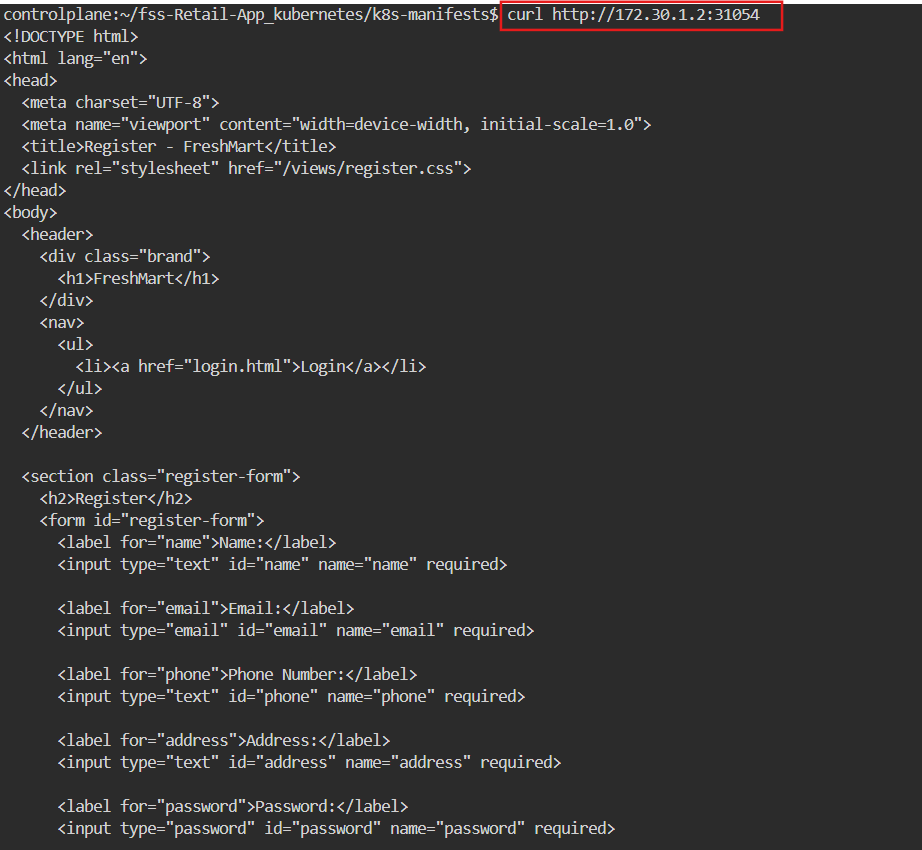 controlplane:~/fss-Retail-App_kubernetes/k8s-manifests$ curl http://172.30.1.2:31054
<!DOCTYPE html>
<html lang="en">
<head>
  <meta charset="UTF-8">
  <meta name="viewport" content="width=device-width, initial-scale=1.0">
  <title>Register - FreshMart</title>
  <link rel="stylesheet" href="/views/register.css">
</head>
<body>
  <header>
    <div class="brand">
      <h1>FreshMart</h1>
    </div>
    <nav>
      <ul>
        <li><a href="login.html">Login</a></li>
      </ul>
    </nav>
  </header>

  <section class="register-form">
    <h2>Register</h2>
    <form id="register-form">
      <label for="name">Name:</label>
      <input type="text" id="name" name="name" required>

      <label for="email">Email:</label>
      <input type="email" id="email" name="email" required>

      <label for="phone">Phone Number:</label>
      <input type="text" id="phone" name="phone" required>

      <label for="address">Address:</label>
      <input type="text" id="address" name="address" required>

      <label for="password">Password:</label>
      <input type="password" id="password" name="password" required>